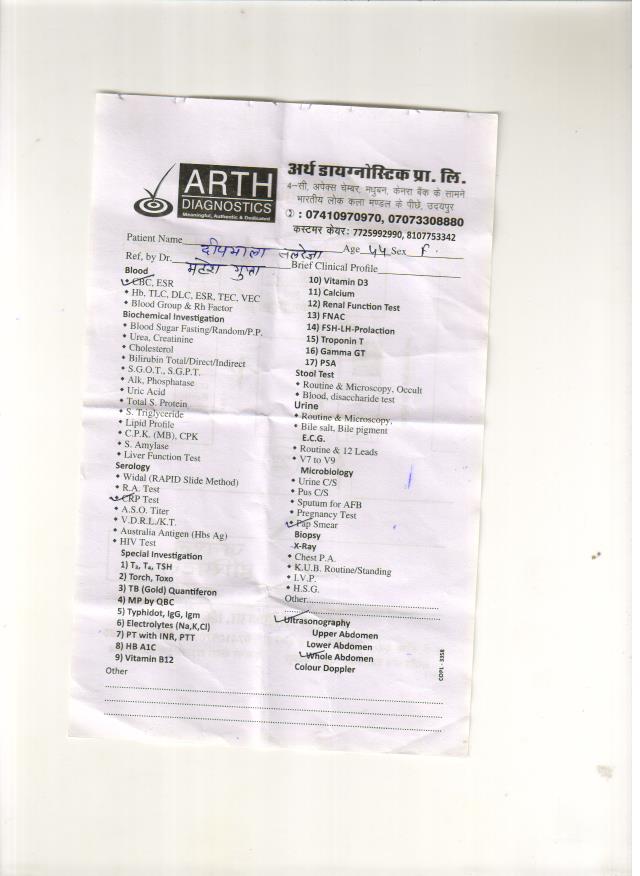 ARTH
DIAGNOSTICS
Meaningful, Authentic & Dedicated
अर्थ डायग्नोस्टिक प्रा. लि.
4-सी, अपेक्स चेम्बर, मधुबन, केनरा बैंक के सामने
भारतीय लोक कला मण्डल के पीछे, उदयपुर
: 07410970970, 07073308880
कस्टमर केयर: 7725992990, 8107753342
Patient Name दीपमाला तलरेजा Age 44 Sex F.
Ref, by Dr. महेश गुप्ता Brief Clinical Profile
Blood
CBC, ESR
Hb, TLC, DLC, ESR, TEC, VEC
Blood Group & Rh Factor
Biochemical Investigation
Blood Sugar Fasting/Random/P.P.
Urea, Creatinine
Cholesterol
Bilirubin Total/Direct/Indirect
S.G.O.T., S.G.P.T.
Alk, Phosphatase
Uric Acid
Total S. Protein
S. Triglyceride
Lipid Profile
C.P.K. (MB), CPK
S. Amylase
Liver Function Test
Serology
Widal (RAPID Slide Method)
R.A. Test
CRP Test
A.S.O. Titer
V.D.R.L./K.T.
Australia Antigen (Hbs Ag)
HIV Test
Special Investigation
1) T₃, T₄, TSH
2) Torch, Toxo
3) TB (Gold) Quantiferon
4) MP by QBC
5) Typhidot, IgG, Igm
6) Electrolytes (Na,K,Cl)
7) PT with INR, PTT
8) HB A1C
9) Vitamin B12
Other
10) Vitamin D3
11) Calcium
12) Renal Function Test
13) FNAC
14) FSH-LH-Prolaction
15) Troponin T
16) Gamma GT
17) PSA
Stool Test
Routine & Microscopy, Occult
Blood, disaccharide test
Urine
Routine & Microscopy,
Bile salt, Bile pigment
E.C.G.
Routine & 12 Leads
V7 to V9
Microbiology
Urine C/S
Pus C/S
Sputum for AFB
Pregnancy Test
Pap Smear
Biopsy
X-Ray
Chest P.A.
K.U.B. Routine/Standing
I.V.P.
H.S.G.
Other
Ultrasonography
Upper Abdomen
Lower Abdomen
Whole Abdomen
Colour Doppler
CDPL - 3358